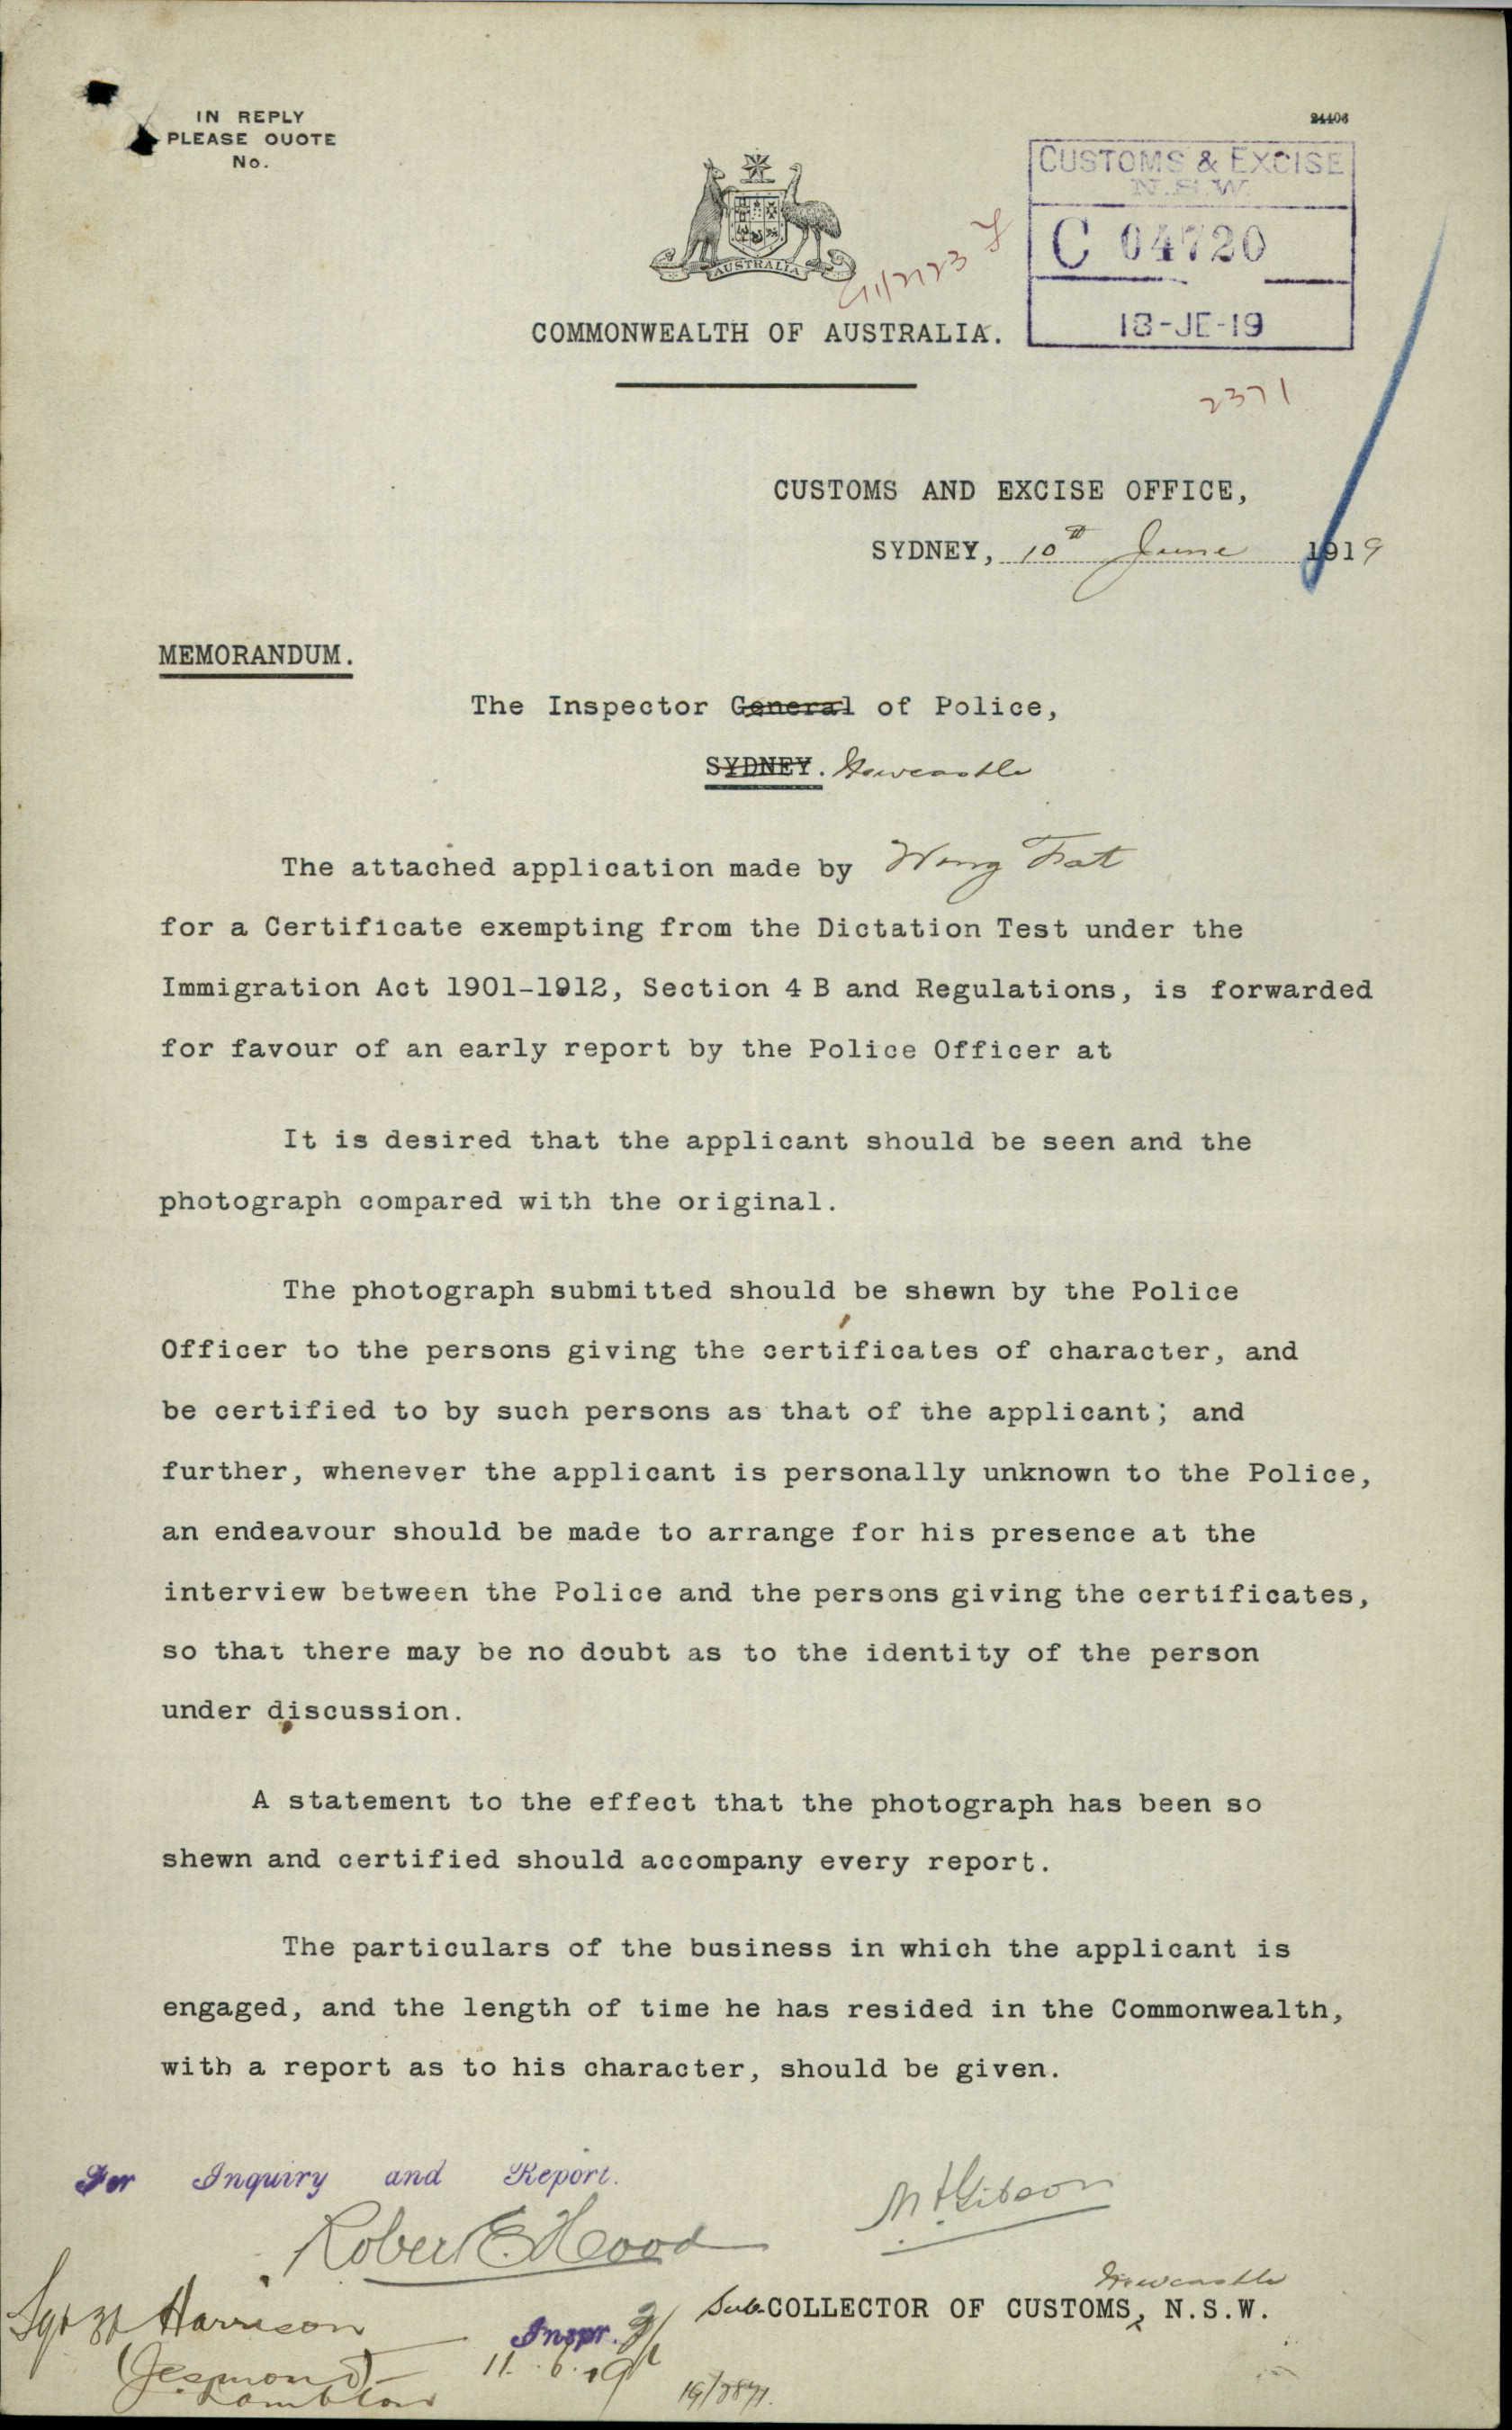 IN REPLY
PLEASE QUOTE
No.
24406
CUSTOMS & EXCISE
N.S.W.
C 04720
13-JE-19
AUSTRALIA
COMMONWEALTH OF AUSTRALIA.
2371
CUSTOMS AND EXCISE OFFICE,
SYDNEY, 10th June 1919
MEMORANDUM.
The Inspector General of Police,
SYDNEY. Newcastle
The attached application made by Wong Fat
for a Certificate exempting from the Dictation Test under the
Immigration Act 1901-1912, Section 4 B and Regulations, is forwarded
for favour of an early report by the Police Officer at
It is desired that the applicant should be seen and the
photograph compared with the original.
The photograph submitted should be shewn by the Police
Officer to the persons giving the certificates of character, and
be certified to by such persons as that of the applicant; and
further, whenever the applicant is personally unknown to the Police,
an endeavour should be made to arrange for his presence at the
interview between the Police and the persons giving the certificates,
so that there may be no doubt as to the identity of the person
under discussion.
A statement to the effect that the photograph has been so
shewn and certified should accompany every report.
The particulars of the business in which the applicant is
engaged, and the length of time he has resided in the Commonwealth,
with a report as to his character, should be given.
For Inquiry and Report.
Gibson
Robert E Hood
Newcastle
Sub-COLLECTOR OF CUSTOMS, N.S.W.
Harrison
Inspr.
11.6.19
(Jesmond)
Lambton